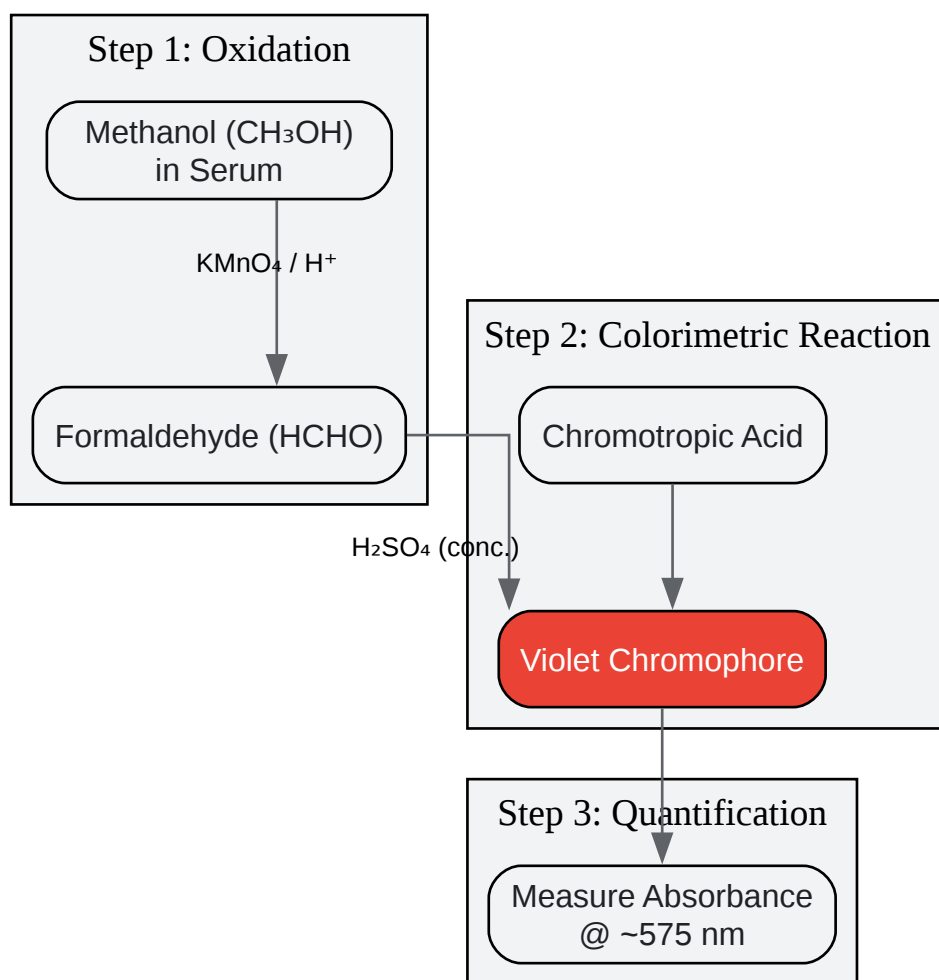 Step 1: Oxidation
Methanol (CH₃OH)
in Serum
KMnO₄ / H⁺
Formaldehyde (HCHO)
Step 2: Colorimetric Reaction
Chromotropic Acid
H₂SO₄ (conc.)
Violet Chromophore
Step 3: Quantification
Measure Absorbance
@ ~575 nm